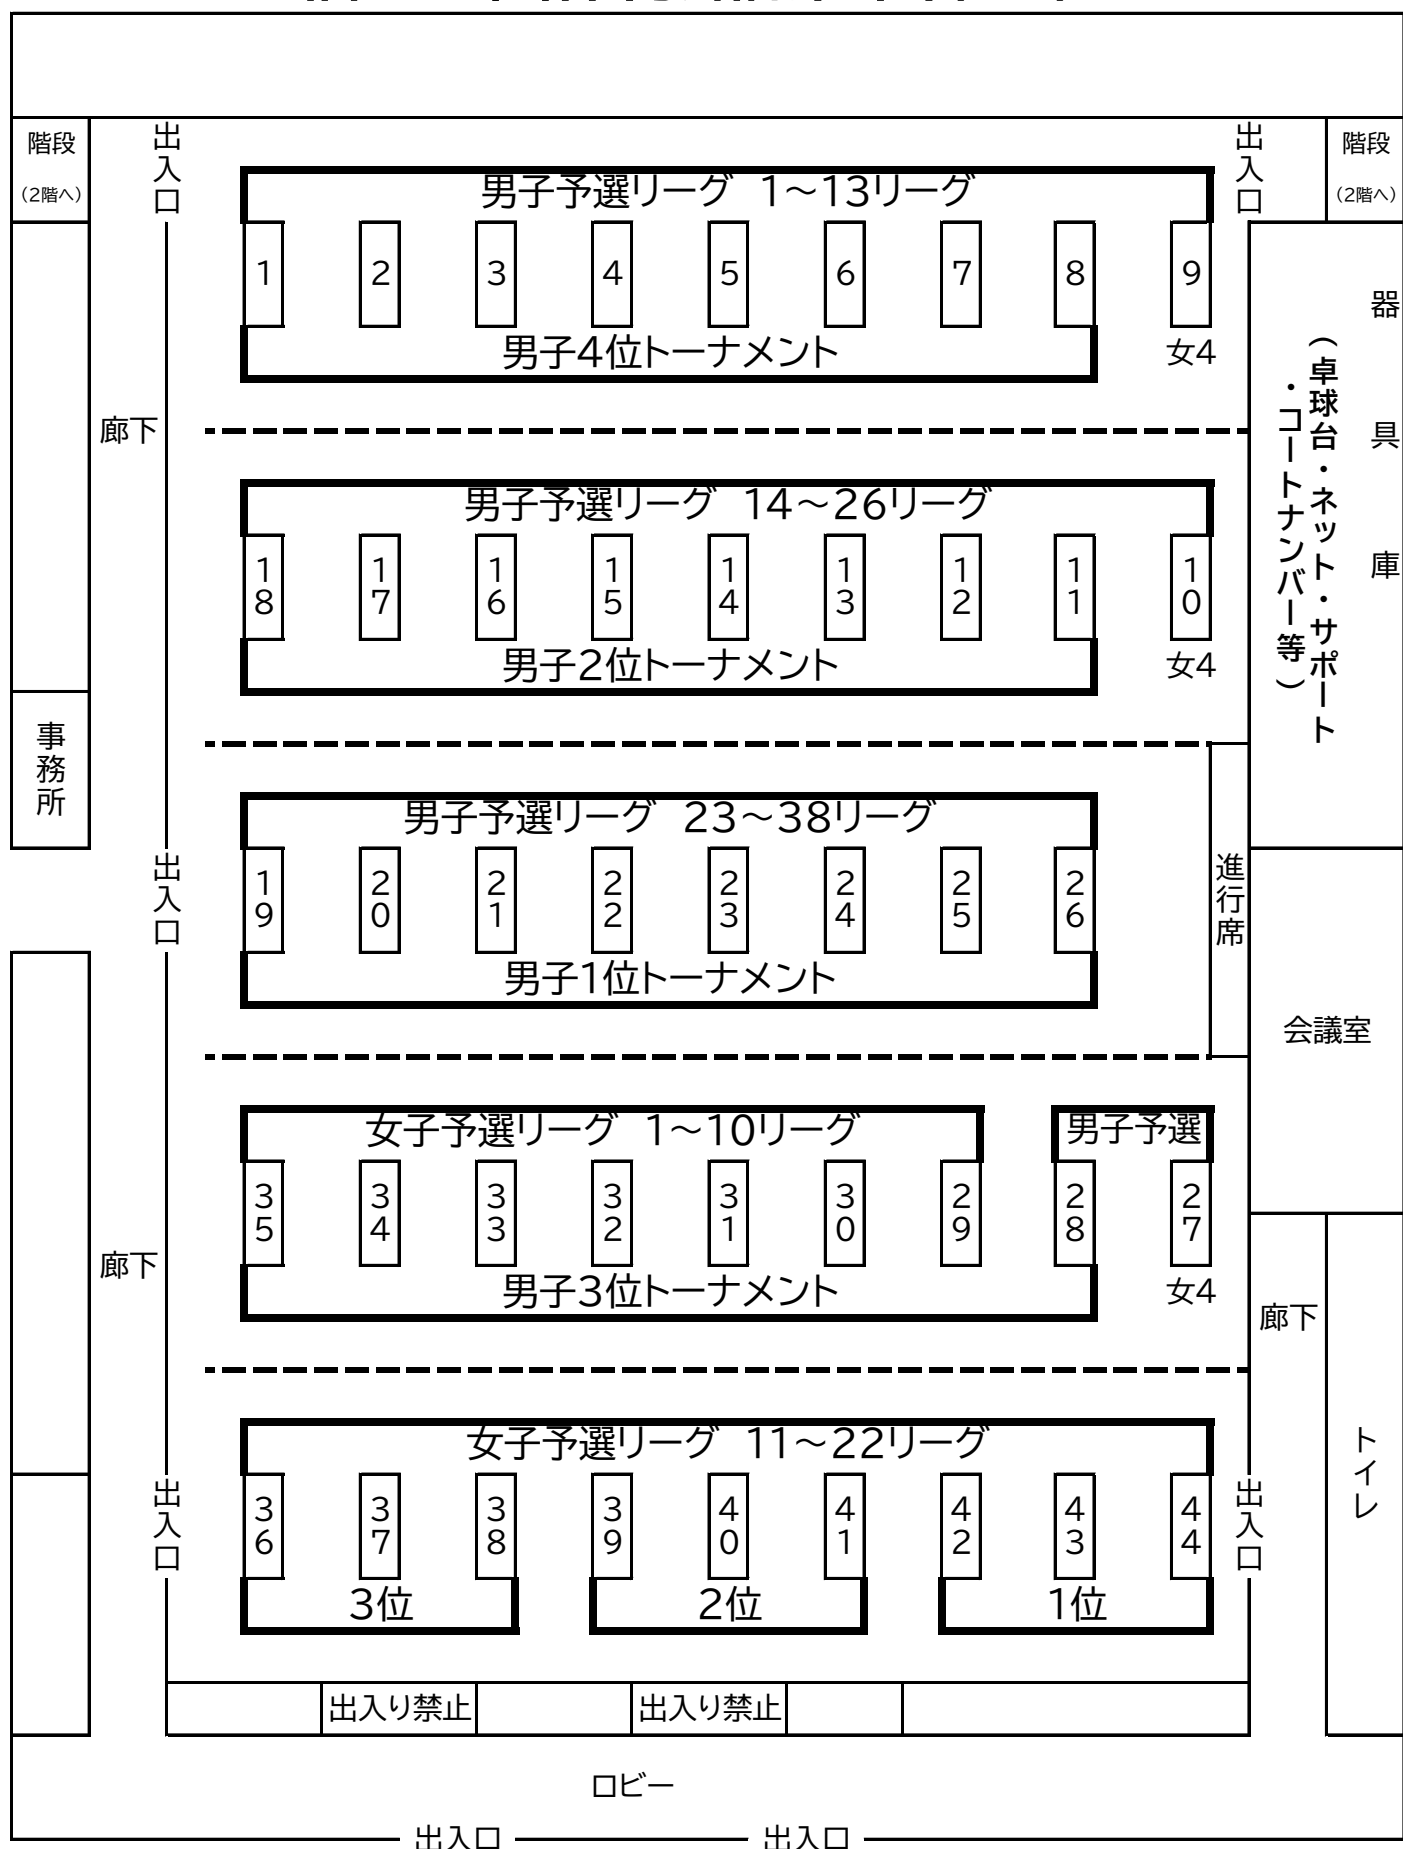 階段
(2階へ)
出入口
出入口
階段
(2階へ)
男子予選リーグ 1～13リーグ
1 2 3 4 5 6 7 8 9
男子4位トーナメント
女4
廊下
器具庫
(卓球台・ネット・サポート
・コートナンバー等)
男子予選リーグ 14～26リーグ
18 17 16 15 14 13 12 11 10
男子2位トーナメント
女4
事務所
男子予選リーグ 23～38リーグ
出入口
19 20 21 22 23 24 25 26
進行席
男子1位トーナメント
会議室
女子予選リーグ 1～10リーグ
男子予選
35 34 33 32 31 30 29 28 27
廊下
男子3位トーナメント
女4
廊下
女子予選リーグ 11～22リーグ
トイレ
出入口
36 37 38 39 40 41 42 43 44
出入口
3位
2位
1位
出入り禁止
出入り禁止
ロビー
出入口
出入口